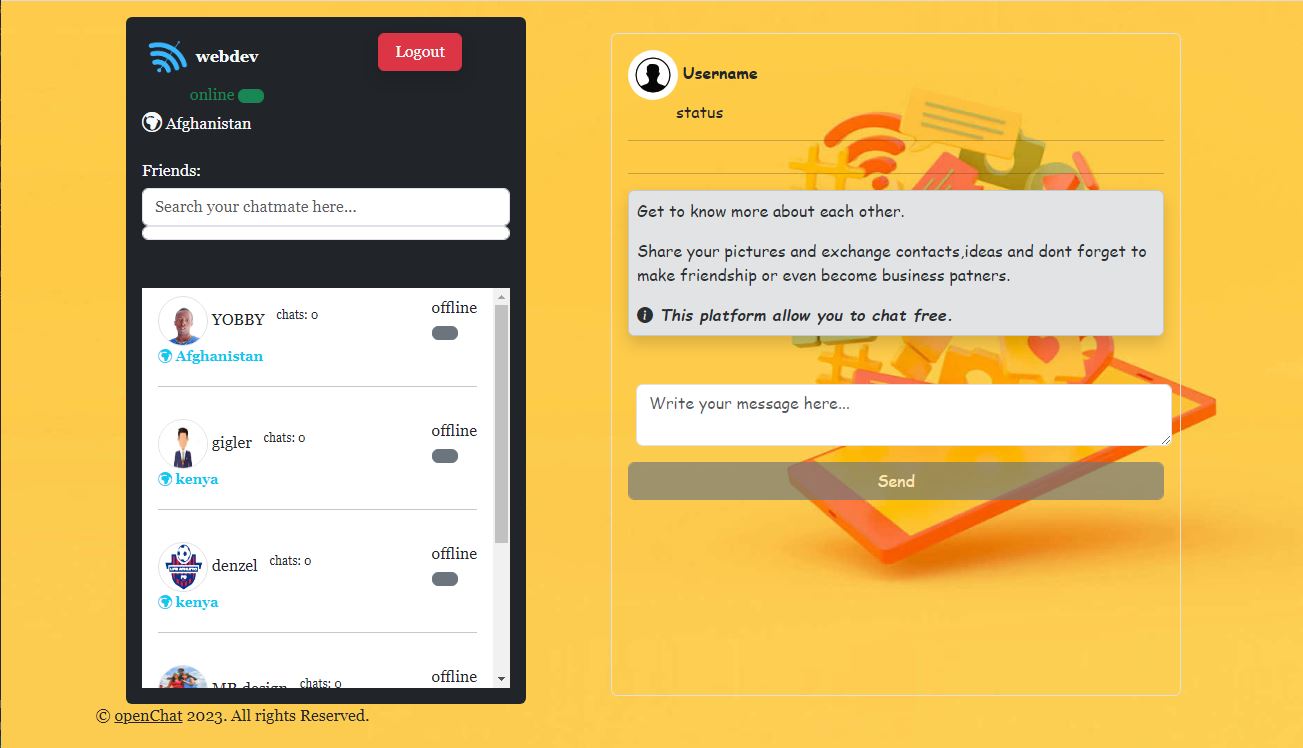 webdev
Logout
online
Afghanistan
Friends:
Search your chatmate here...
YOBBY chats: 0 offline
Afghanistan
gigler chats: 0 offline
kenya
denzel chats: 0 offline
kenya
MB design chats: 0 offline
© openChat 2023. All rights Reserved.
Username
status
Get to know more about each other.
Share your pictures and exchange contacts,ideas and dont forget to
make friendship or even become business patners.
This platform allow you to chat free.
Write your message here...
Send